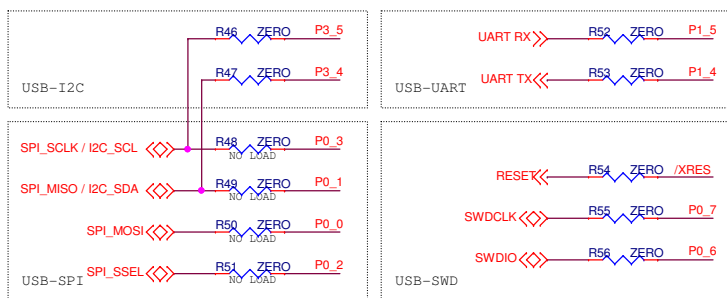 R46 ZERO P3_5
R47 ZERO P3_4
USB-I2C
UART RX R52 ZERO P1_5
UART TX R53 ZERO P1_4
USB-UART
SPI_SCLK / I2C_SCL R48 ZERO P0_3
NO LOAD
SPI_MISO / I2C_SDA R49 ZERO P0_1
NO LOAD
SPI_MOSI R50 ZERO P0_0
NO LOAD
SPI_SSEL R51 ZERO P0_2
NO LOAD
USB-SPI
RESET R54 ZERO /XRES
SWDCLK R55 ZERO P0_7
SWDIO R56 ZERO P0_6
USB-SWD